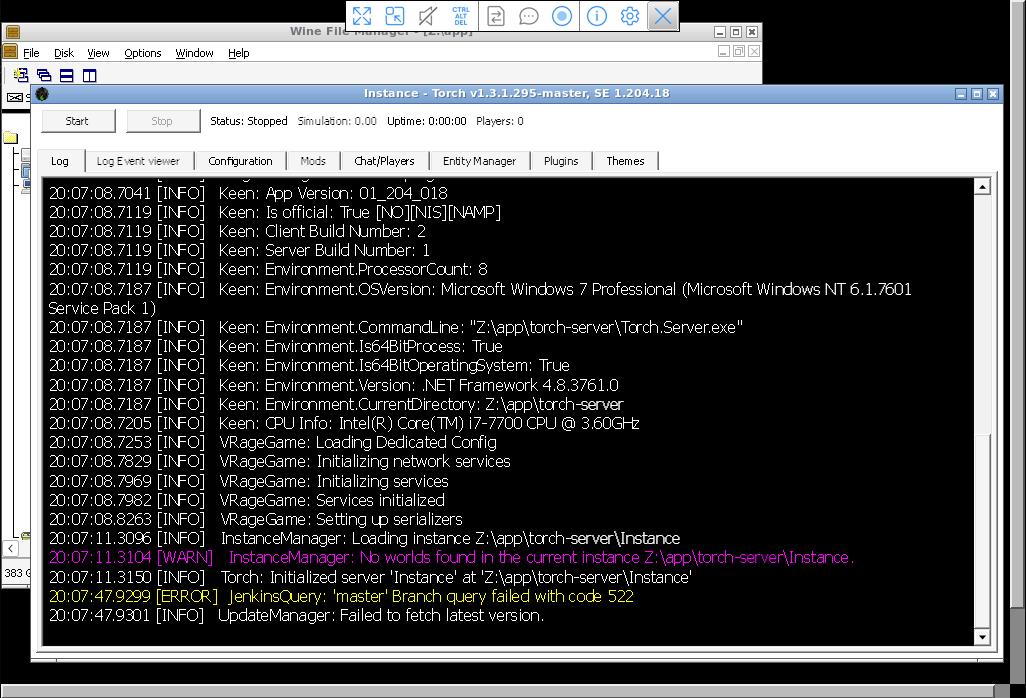 CTRL
ALT
DEL
Wine File Manager - [Z:\app]
File Disk View Options Window Help
Instance - Torch v1.3.1.295-master, SE 1.204.18
Start Stop Status: Stopped Simulation: 0.00 Uptime: 0:00:00 Players: 0
Log Log Event viewer Configuration Mods Chat/Players Entity Manager Plugins Themes
20:07:08.7041 [INFO] Keen: App Version: 01_204_018
20:07:08.7119 [INFO] Keen: Is official: True [NO][NIS][NAMP]
20:07:08.7119 [INFO] Keen: Client Build Number: 2
20:07:08.7119 [INFO] Keen: Server Build Number: 1
20:07:08.7119 [INFO] Keen: Environment.ProcessorCount: 8
20:07:08.7187 [INFO] Keen: Environment.OSVersion: Microsoft Windows 7 Professional (Microsoft Windows NT 6.1.7601
Service Pack 1)
20:07:08.7187 [INFO] Keen: Environment.CommandLine: "Z:\app\torch-server\Torch.Server.exe"
20:07:08.7187 [INFO] Keen: Environment.Is64BitProcess: True
20:07:08.7187 [INFO] Keen: Environment.Is64BitOperatingSystem: True
20:07:08.7187 [INFO] Keen: Environment.Version: .NET Framework 4.8.3761.0
20:07:08.7187 [INFO] Keen: Environment.CurrentDirectory: Z:\app\torch-server
20:07:08.7205 [INFO] Keen: CPU Info: Intel(R) Core(TM) i7-7700 CPU @ 3.60GHz
20:07:08.7253 [INFO] VRageGame: Loading Dedicated Config
20:07:08.7829 [INFO] VRageGame: Initializing network services
20:07:08.7969 [INFO] VRageGame: Initializing services
20:07:08.7982 [INFO] VRageGame: Services initialized
20:07:08.8263 [INFO] VRageGame: Setting up serializers
20:07:11.3096 [INFO] InstanceManager: Loading instance Z:\app\torch-server\Instance
20:07:11.3104 [WARN] InstanceManager: No worlds found in the current instance Z:\app\torch-server\Instance.
20:07:11.3150 [INFO] Torch: Initialized server 'Instance' at 'Z:\app\torch-server\Instance'
20:07:47.9299 [ERROR] JenkinsQuery: 'master' Branch query failed with code 522
20:07:47.9301 [INFO] UpdateManager: Failed to fetch latest version.
383 G